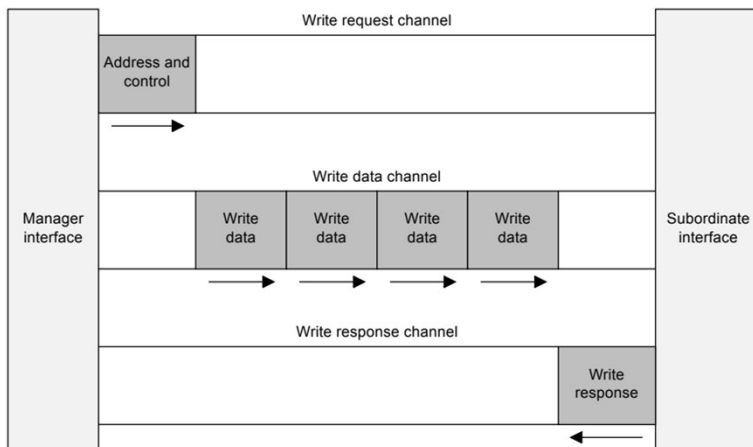 Write request channel
Address and
control
Write data channel
Manager
interface
Write
data
Write
data
Write
data
Write
data
Subordinate
interface
Write response channel
Write
response